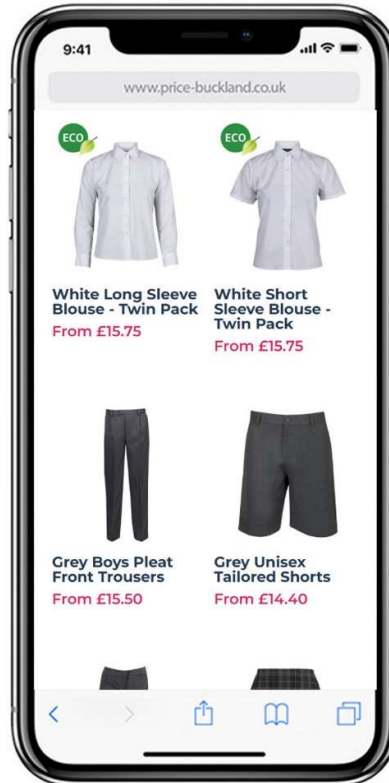 9:41
www.price-buckland.co.uk
ECO
ECO
White Long Sleeve
Blouse - Twin Pack
From £15.75
White Short
Sleeve Blouse -
Twin Pack
From £15.75
Grey Boys Pleat
Front Trousers
From £15.50
Grey Unisex
Tailored Shorts
From £14.40